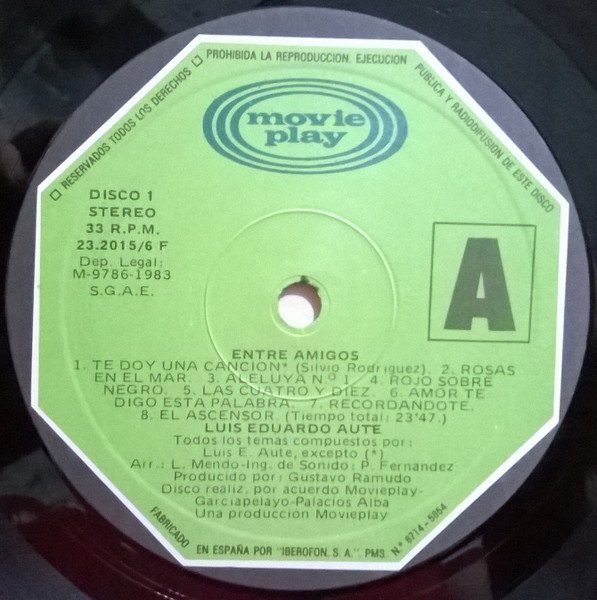 □ RESERVADOS TODOS LOS DERECHOS □ PROHIBIDA LA REPRODUCCION, EJECUCION PUBLICA Y RADIODIFUSION DE ESTE DISCO
movie
play
DISCO 1
STEREO
33 R.P.M.
23.2015/6 F
Dep. Legal:
M-9786-1983
S.G.A.E.
A
ENTRE AMIGOS
1. TE DOY UNA CANCION* (Silvio Rodríguez). 2. ROSAS
EN EL MAR. 3. ALELUYA Nº 1. 4. ROJO SOBRE
NEGRO. 5. LAS CUATRO Y DIEZ. 6. AMOR TE
DIGO ESTA PALABRA. 7. RECORDANDOTE.
8. EL ASCENSOR. (Tiempo total: 23'47.)
LUIS EDUARDO AUTE
Todos los temas compuestos por:
Luis E. Aute, excepto (*)
Arr.: L. Mendo-Ing. de Sonido: P. Fernández
Producido por: Gustavo Ramudo
Disco realiz. por acuerdo Movieplay-
Garciapelayo-Palacios Alba
Una producción Movieplay
FABRICADO EN ESPAÑA POR "IBEROFON, S. A." PMS. N.º 6714-5864